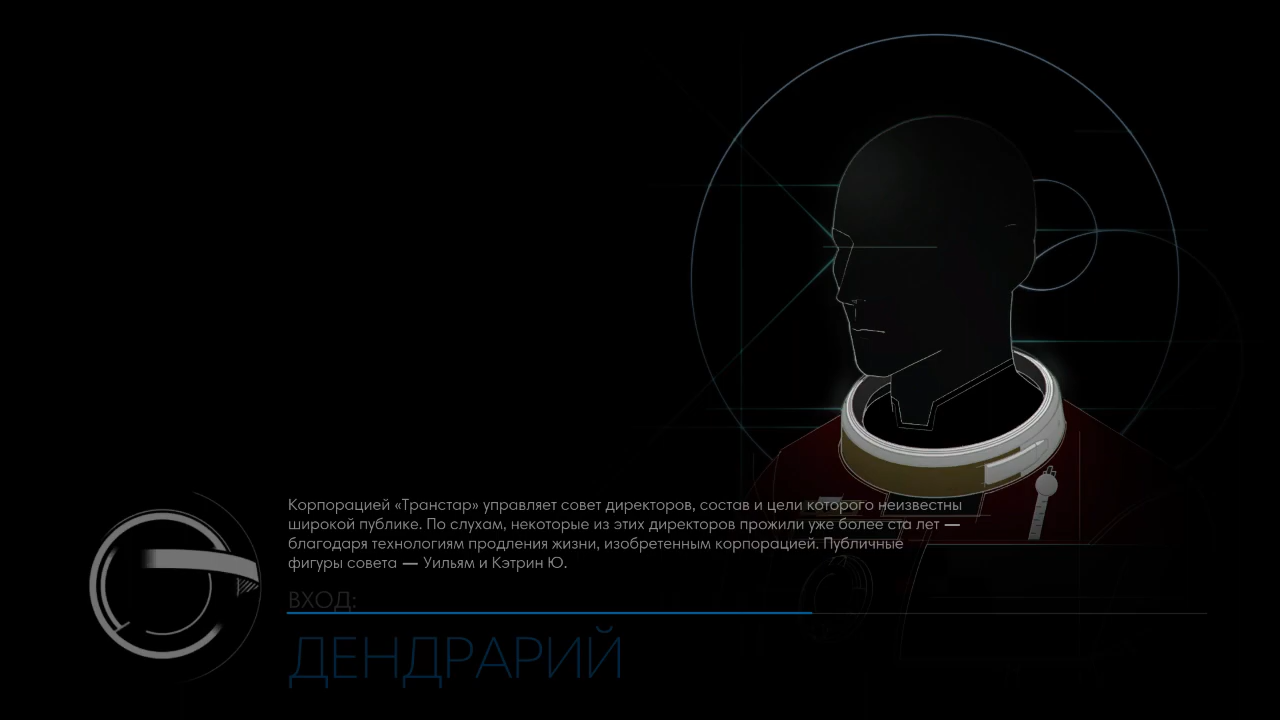 Корпорацией «Транстар» управляет совет директоров, состав и цели которого неизвестны
широкой публике. По слухам, некоторые из этих директоров прожили уже более ста лет —
благодаря технологиям продления жизни, изобретенным корпорацией. Публичные
фигуры совета — Уильям и Кэтрин Ю.
ВХОД:
ДЕНДРАРИЙ